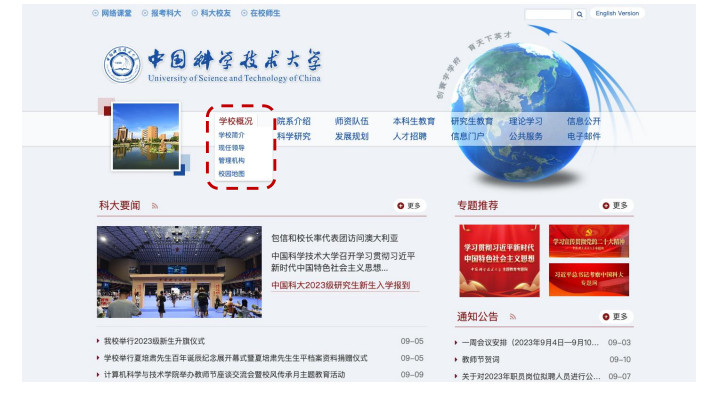 网络课堂 报考科大 科大校友 在校师生
English Version
创寰宇学府 育天下英才
中国科学技术大学
University of Science and Technology of China
学校概况 院系介绍 师资队伍 本科生教育 研究生教育 理论学习 信息公开
科学研究 发展规划 人才招聘 信息门户 公共服务 电子邮件
学校简介
现任领导
管理机构
校园地图
科大要闻 更多
包信和校长率代表团访问澳大利亚
中国科学技术大学召开学习贯彻习近平
新时代中国特色社会主义思想...
中国科大2023级研究生新生入学报到
我校举行2023级新生升旗仪式 09-05
学校举行夏培肃先生百年诞辰纪念展开幕式暨夏培肃先生生平档案资料捐赠仪式 09-05
计算机科学与技术学院举办教师节座谈交流会暨校风传承月主题教育活动 09-09
专题推荐 更多
学习贯彻习近平新时代
中国特色社会主义思想
学习宣传贯彻党的二十大精神
习近平总书记考察中国科大
专题网
通知公告 更多
一周会议安排（2023年9月4日—9月10... 09-03
教师节贺词 09-10
关于对2023年职员岗位拟聘人员进行公... 09-07